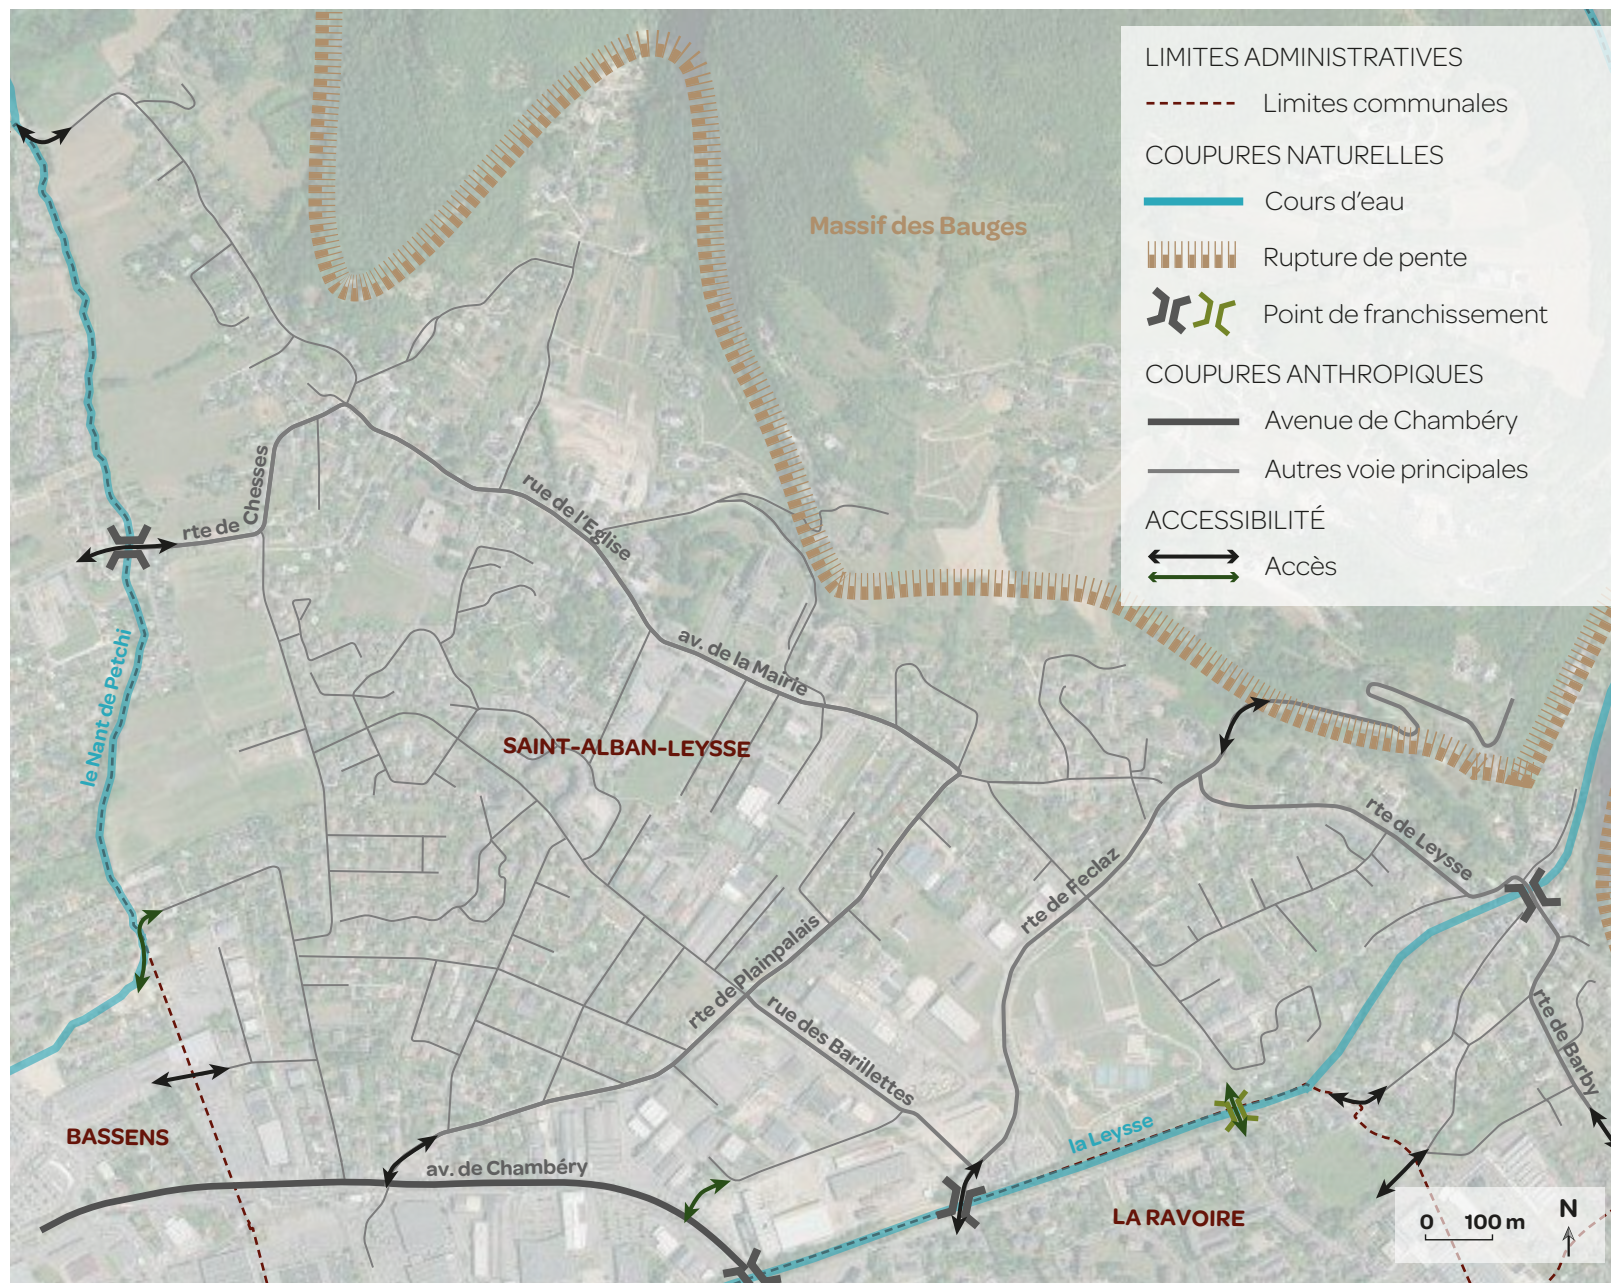 LIMITES ADMINISTRATIVES
Limites communales
COUPURES NATURELLES
Cours d'eau
Rupture de pente
Point de franchissement
COUPURES ANTHROPIQUES
Avenue de Chambéry
Autres voie principales
ACCESSIBILITÉ
Accès
Massif des Bauges
rte de Chesses
rue de l'Eglise
le Nant de Petchi
av. de la Mairie
SAINT-ALBAN-LEYSSE
rte de Leysse
rte de Feclaz
rte de Plainpalais
rue des Barillettes
rte de Barby
la Leysse
BASSENS
av. de Chambéry
LA RAVOIRE
0 100 m
N